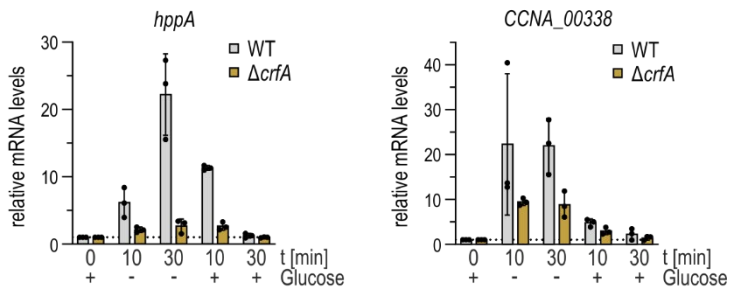 hppA
relative mRNA levels
30
20
10
0
WT
ΔcrfA
0 10 30 10 30 t [min]
+ - - + + Glucose
CCNA_00338
relative mRNA levels
40
30
20
10
0
WT
ΔcrfA
0 10 30 10 30 t [min]
+ - - + + Glucose